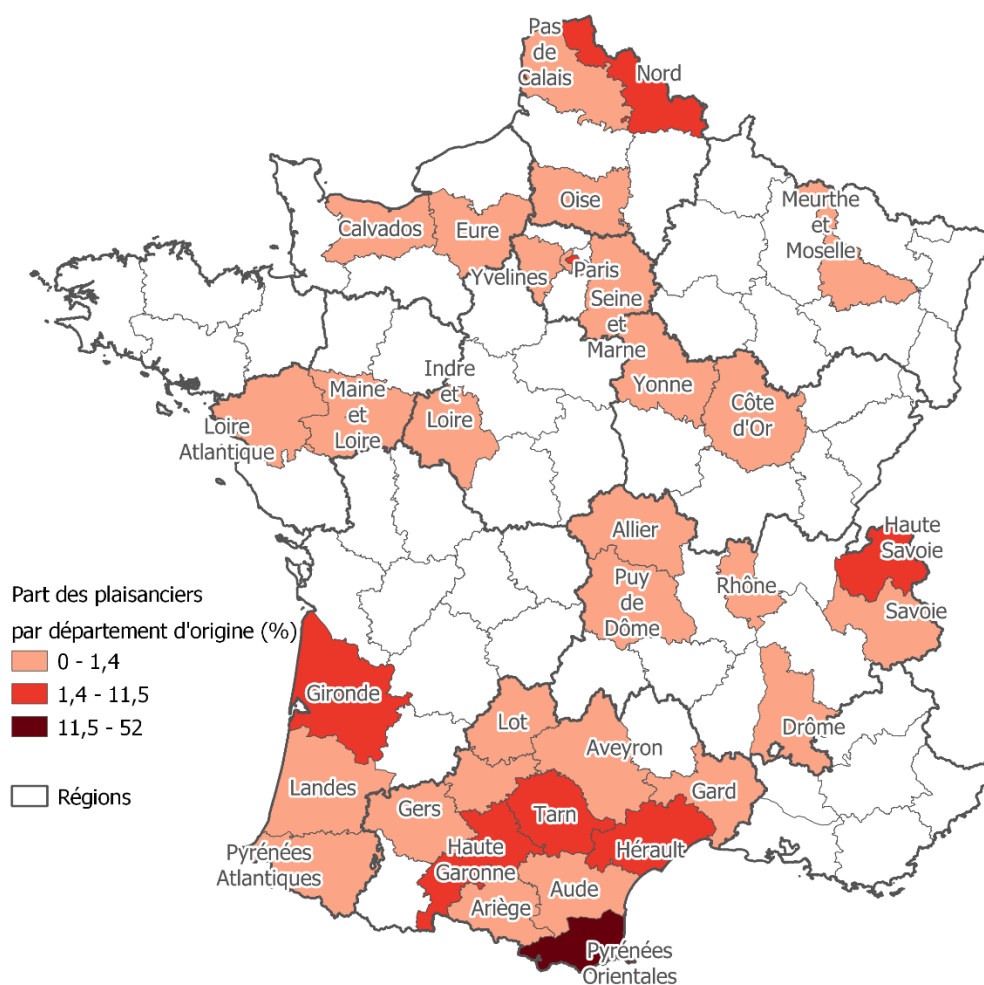 Pas
de
Calais
Nord
Oise
Meurthe
et
Moselle
Calvados
Eure
Yvelines
Paris
Seine
et
Marne
Yonne
Côte
d'Or
Indre
et
Loire
Maine
et
Loire
Loire
Atlantique
Allier
Puy
de
Dôme
Rhône
Haute
Savoie
Savoie
Drôme
Part des plaisanciers
par département d'origine (%)
0 - 1,4
1,4 - 11,5
11,5 - 52
Régions
Gironde
Lot
Aveyron
Landes
Gers
Tarn
Gard
Hérault
Haute
Garonne
Pyrénées
Atlantiques
Ariège
Aude
Pyrénées
Orientales